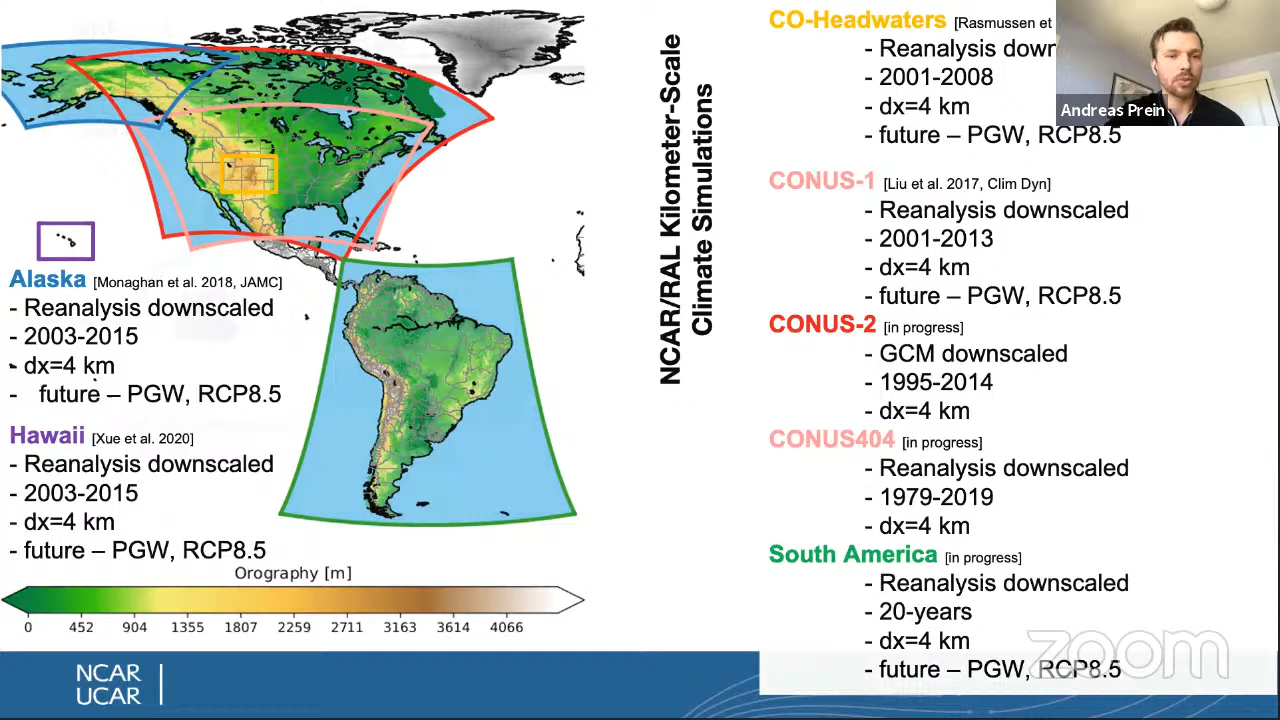 CO-Headwaters [Rasmussen et
- Reanalysis down
- 2001-2008
- dx=4 km
- future – PGW, RCP8.5
Andreas Prein
NCAR/RAL Kilometer-Scale
Climate Simulations
CONUS-1 [Liu et al. 2017, Clim Dyn]
- Reanalysis downscaled
- 2001-2013
- dx=4 km
- future – PGW, RCP8.5
CONUS-2 [in progress]
- GCM downscaled
- 1995-2014
- dx=4 km
CONUS404 [in progress]
- Reanalysis downscaled
- 1979-2019
- dx=4 km
South America [in progress]
- Reanalysis downscaled
- 20-years
- dx=4 km
- future – PGW, RCP8.5
Alaska [Monaghan et al. 2018, JAMC]
- Reanalysis downscaled
- 2003-2015
- dx=4 km
- future – PGW, RCP8.5
Hawaii [Xue et al. 2020]
- Reanalysis downscaled
- 2003-2015
- dx=4 km
- future – PGW, RCP8.5
Orography [m]
0 452 904 1355 1807 2259 2711 3163 3614 4066
NCAR
UCAR
zoom